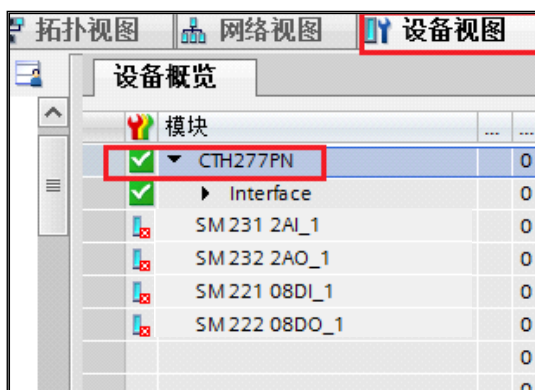 拓扑视图 网络视图 设备视图
设备概览
模块 ... ...
CTH277PN 0
Interface 0
SM 231 2AI_1 0
SM 232 2AO_1 0
SM 221 08DI_1 0
SM 222 08DO_1 0
0
0